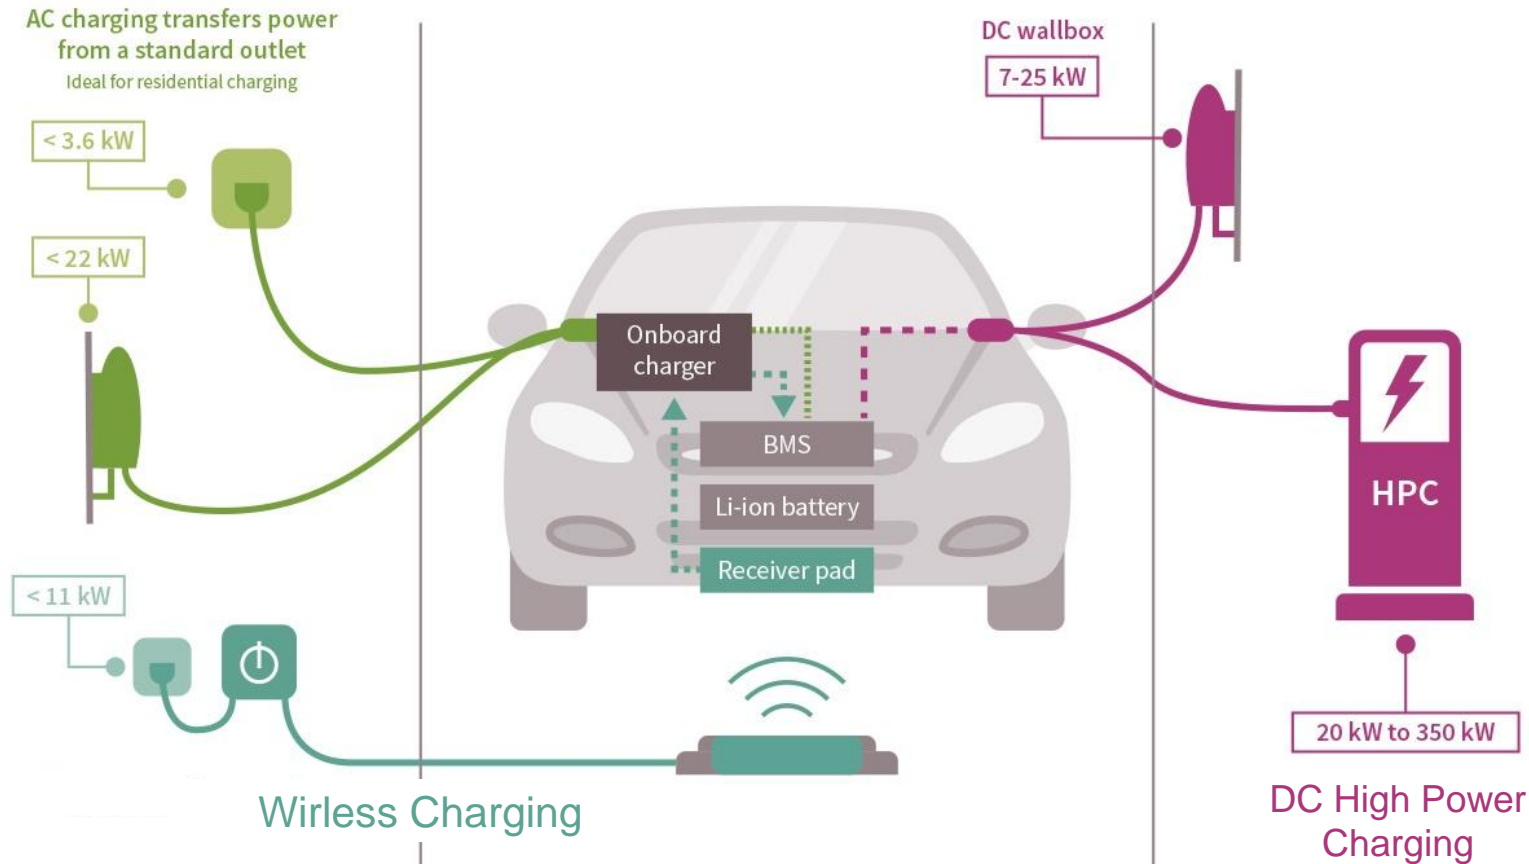 AC charging transfers power
from a standard outlet
Ideal for residential charging
< 3.6 kW
< 22 kW
< 11 kW
Wirless Charging
Onboard
charger
BMS
Li-ion battery
Receiver pad
DC wallbox
7-25 kW
HPC
20 kW to 350 kW
DC High Power
Charging